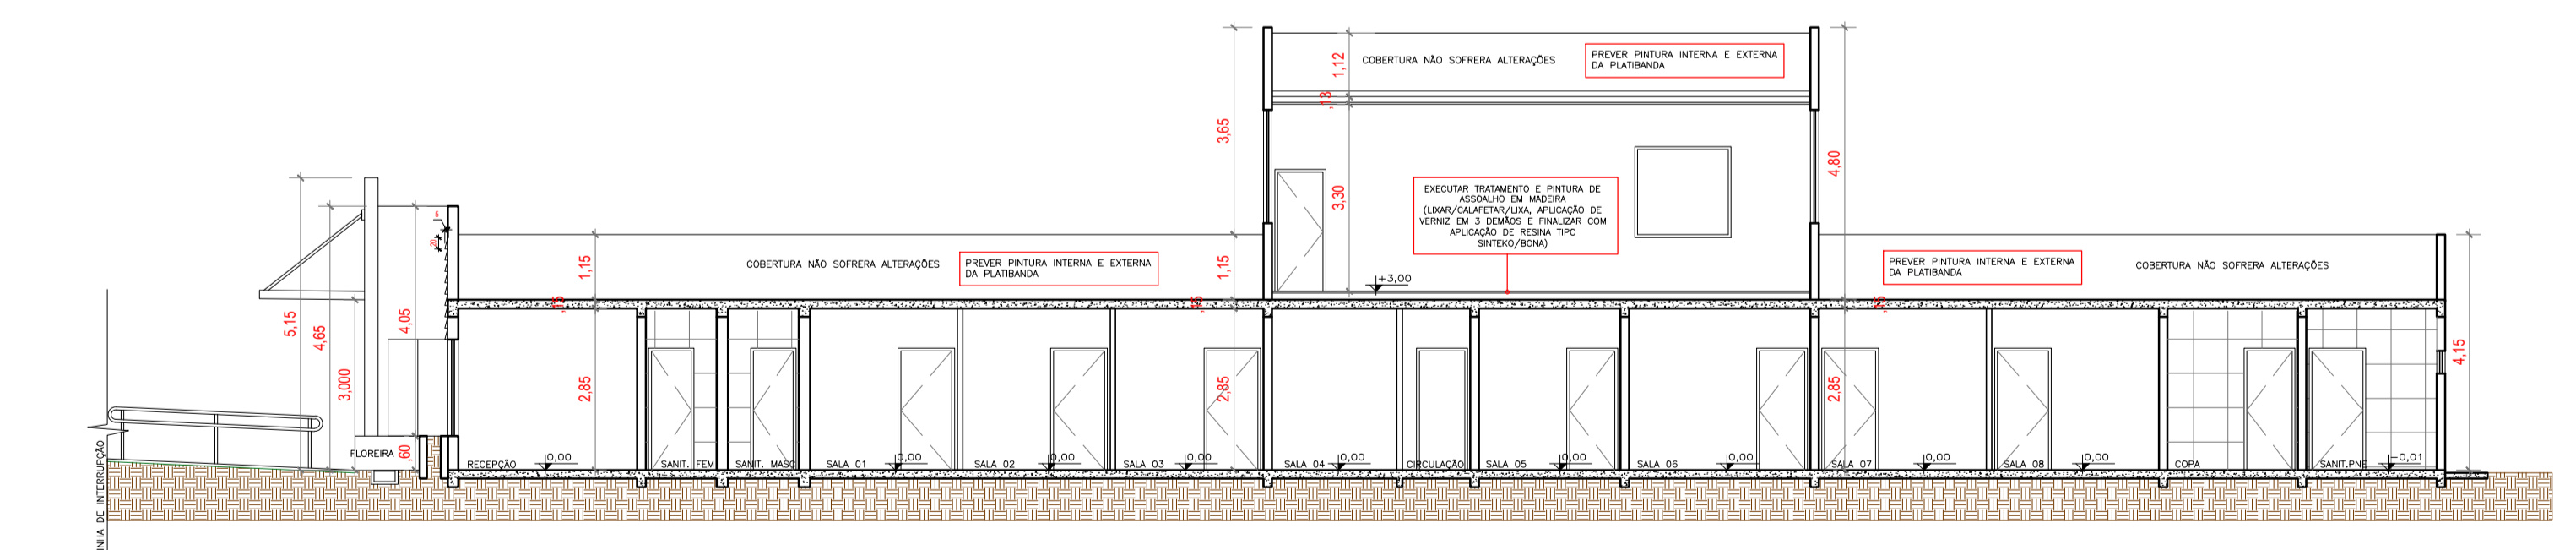 COBERTURA NÃO SOFRERA ALTERAÇÕES
PREVER PINTURA INTERNA E EXTERNA
DA PLATIBANDA
1,12
,13
3,65
4,80
3,30
EXECUTAR TRATAMENTO E PINTURA DE
ASSOALHO EM MADEIRA
(LIXAR/CALAFETAR/LIXA, APLICAÇÃO DE
VERNIZ EM 3 DEMÃOS E FINALIZAR COM
APLICAÇÃO DE RESINA TIPO
SINTEKO/BONA)
+3,00
5
20
1,15
COBERTURA NÃO SOFRERA ALTERAÇÕES
PREVER PINTURA INTERNA E EXTERNA
DA PLATIBANDA
1,15
PREVER PINTURA INTERNA E EXTERNA
DA PLATIBANDA
COBERTURA NÃO SOFRERA ALTERAÇÕES
,15
,15
,15
5,15
4,65
3,000
4,05
,60
2,85
2,85
2,85
4,15
FLOREIRA
RECEPÇÃO
0,00
SANIT. FEM
SANIT. MASC
SALA 01
0,00
SALA 02
0,00
SALA 03
0,00
SALA 04
0,00
CIRCULAÇÃO
SALA 05
0,00
SALA 06
0,00
SALA 07
0,00
SALA 08
0,00
COPA
SANIT.PNE
-0,01
INHA DE INTERRUPÇÃO